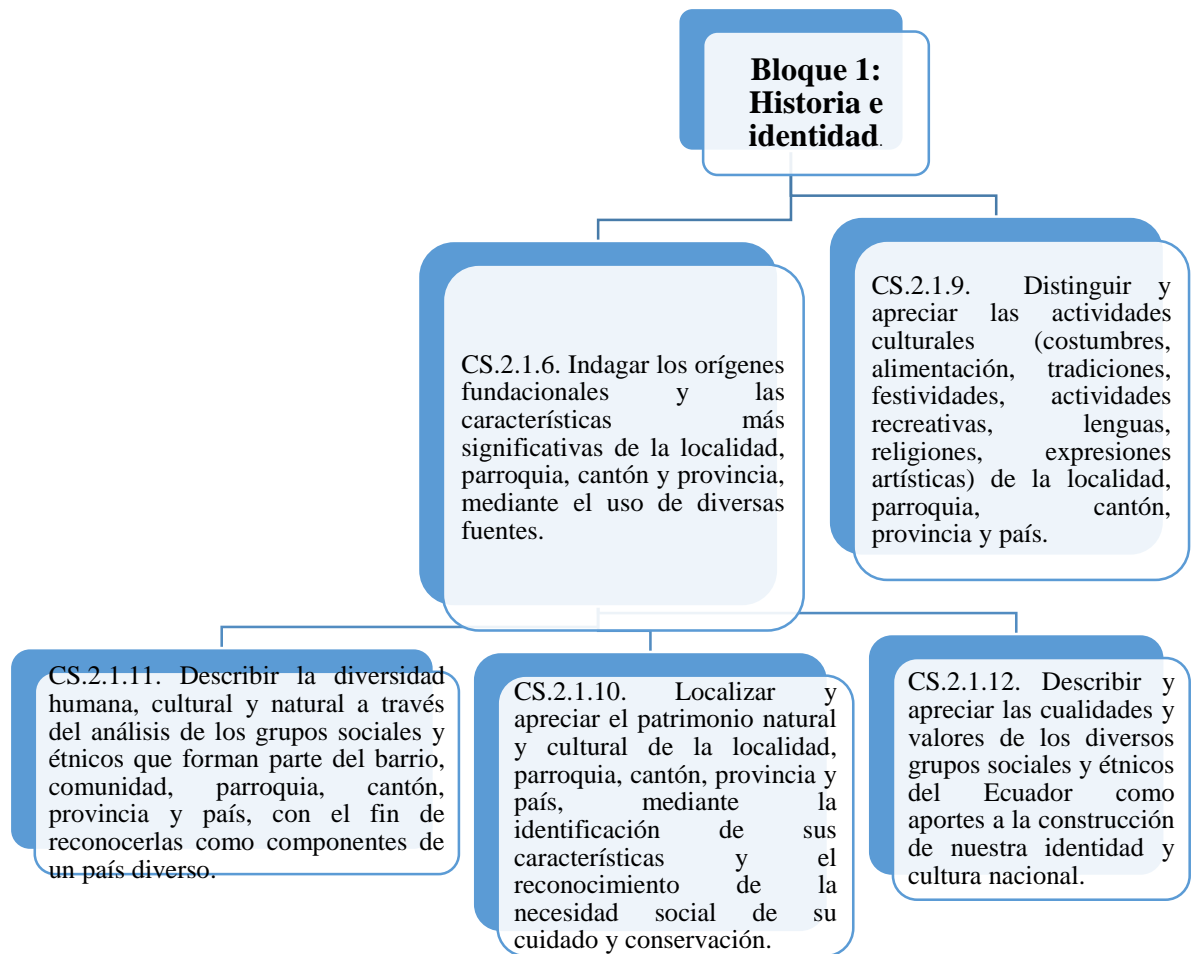 Bloque 1:
Historia e
identidad.
CS.2.1.6. Indagar los orígenes
fundacionales y las
características más
significativas de la localidad,
parroquia, cantón y provincia,
mediante el uso de diversas
fuentes.
CS.2.1.9. Distinguir y
apreciar las actividades
culturales (costumbres,
alimentación, tradiciones,
festividades, actividades
recreativas, lenguas,
religiones, expresiones
artísticas) de la localidad,
parroquia, cantón,
provincia y país.
CS.2.1.11. Describir la diversidad
humana, cultural y natural a través
del análisis de los grupos sociales y
étnicos que forman parte del barrio,
comunidad, parroquia, cantón,
provincia y país, con el fin de
reconocerlas como componentes de
un país diverso.
CS.2.1.10. Localizar y
apreciar el patrimonio natural
y cultural de la localidad,
parroquia, cantón, provincia y
país, mediante la
identificación de sus
características y el
reconocimiento de la
necesidad social de su
cuidado y conservación.
CS.2.1.12. Describir y
apreciar las cualidades y
valores de los diversos
grupos sociales y étnicos
del Ecuador como
aportes a la construcción
de nuestra identidad y
cultura nacional.